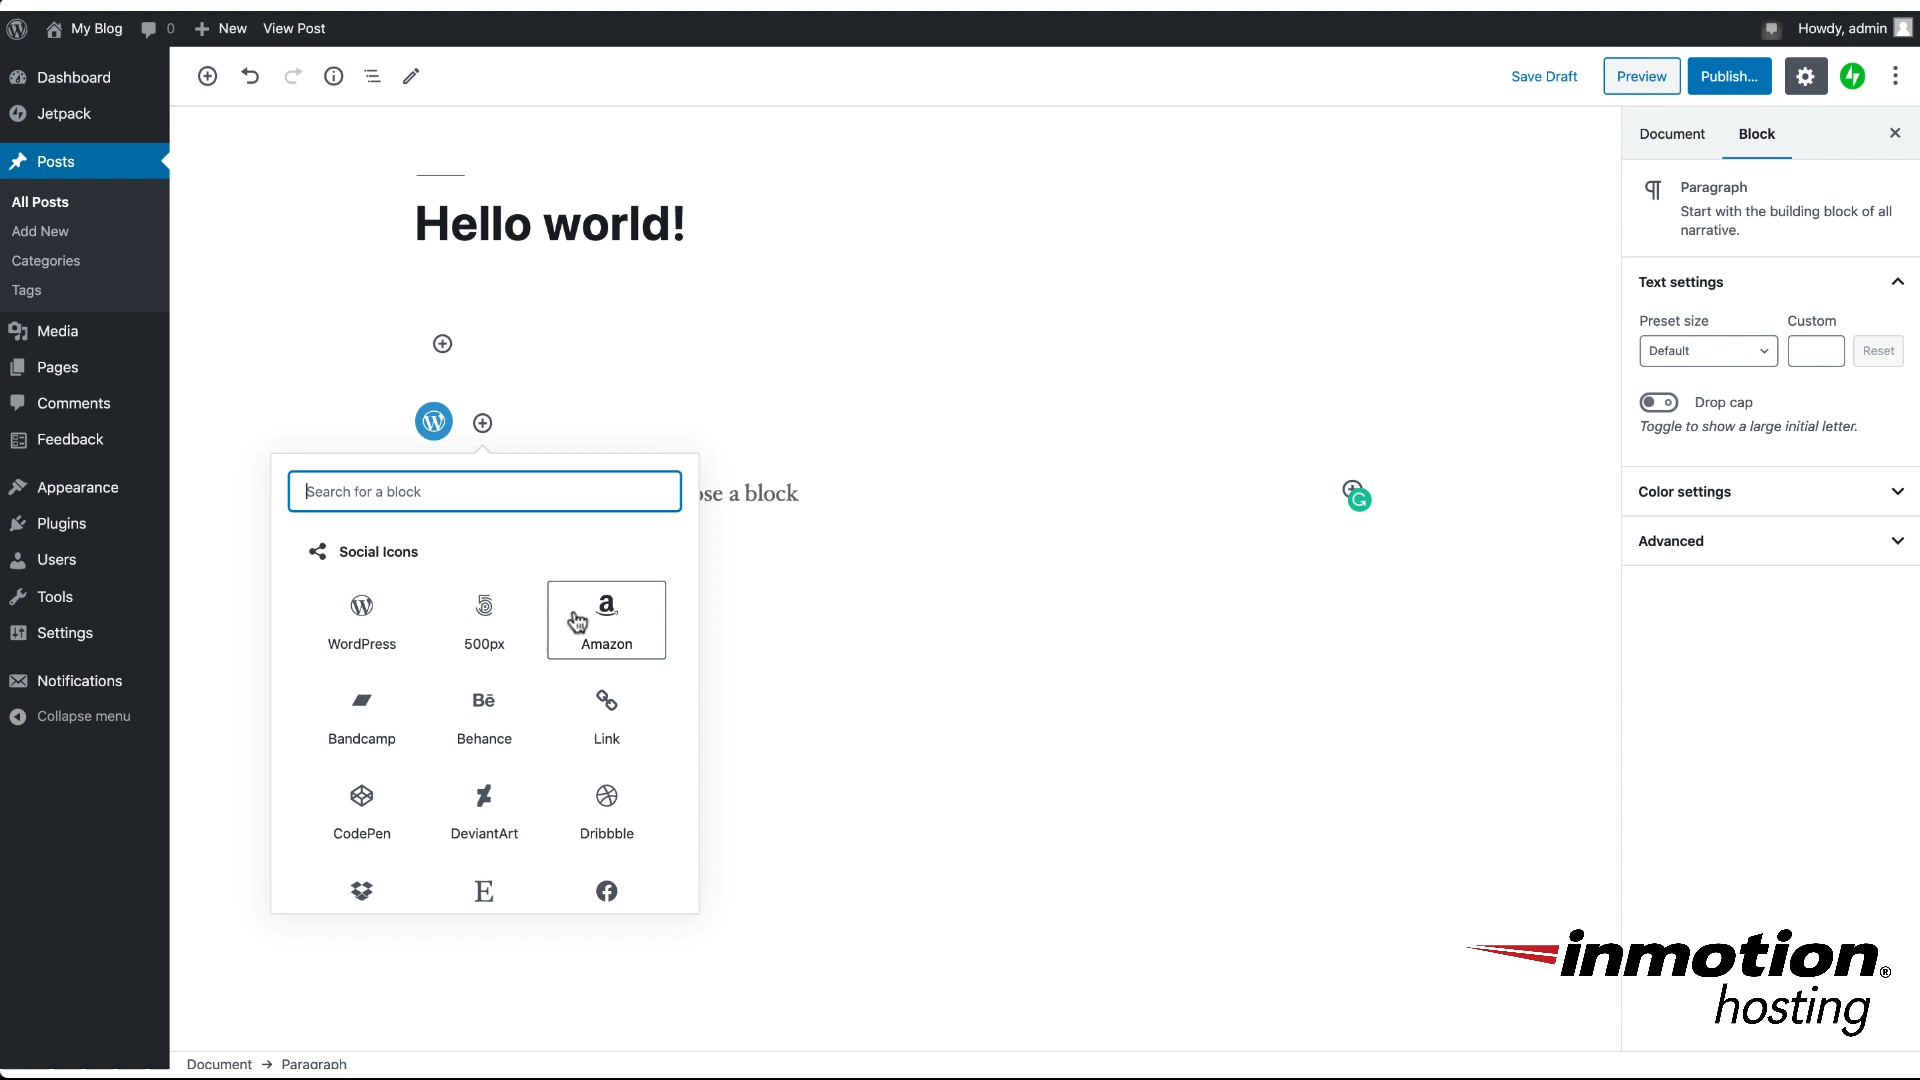 My Blog 0 New View Post Howdy, admin
Dashboard
Jetpack
Posts
All Posts
Add New
Categories
Tags
Media
Pages
Comments
Feedback
Appearance
Plugins
Users
Tools
Settings
Notifications
Collapse menu
Save Draft Preview Publish...
Hello world!
a block
Search for a block
Social Icons
WordPress 500px Amazon
Bandcamp Behance Link
CodePen DeviantArt Dribbble
Document Block
Paragraph
Start with the building block of all
narrative.
Text settings
Preset size Custom
Default Reset
Drop cap
Toggle to show a large initial letter.
Color settings
Advanced
inmotion®
hosting
Document → Paragraph